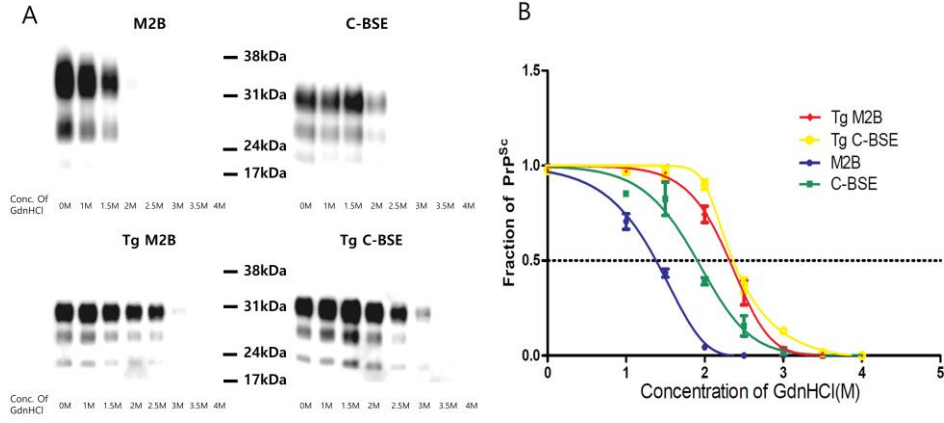 A
M2B
C-BSE
38kDa
31kDa
24kDa
17kDa
Conc. Of
GdnHCl
0M 1M 1.5M 2M 2.5M 3M 3.5M 4M
0M 1M 1.5M 2M 2.5M 3M 3.5M 4M
Tg M2B
Tg C-BSE
38kDa
31kDa
24kDa
17kDa
Conc. Of
GdnHCl
0M 1M 1.5M 2M 2.5M 3M 3.5M 4M
0M 1M 1.5M 2M 2.5M 3M 3.5M 4M
B
1.5
1.0
0.5
0.0
Fraction of PrPSc
Tg M2B
Tg C-BSE
M2B
C-BSE
0 1 2 3 4 5
Concentration of GdnHCl(M)